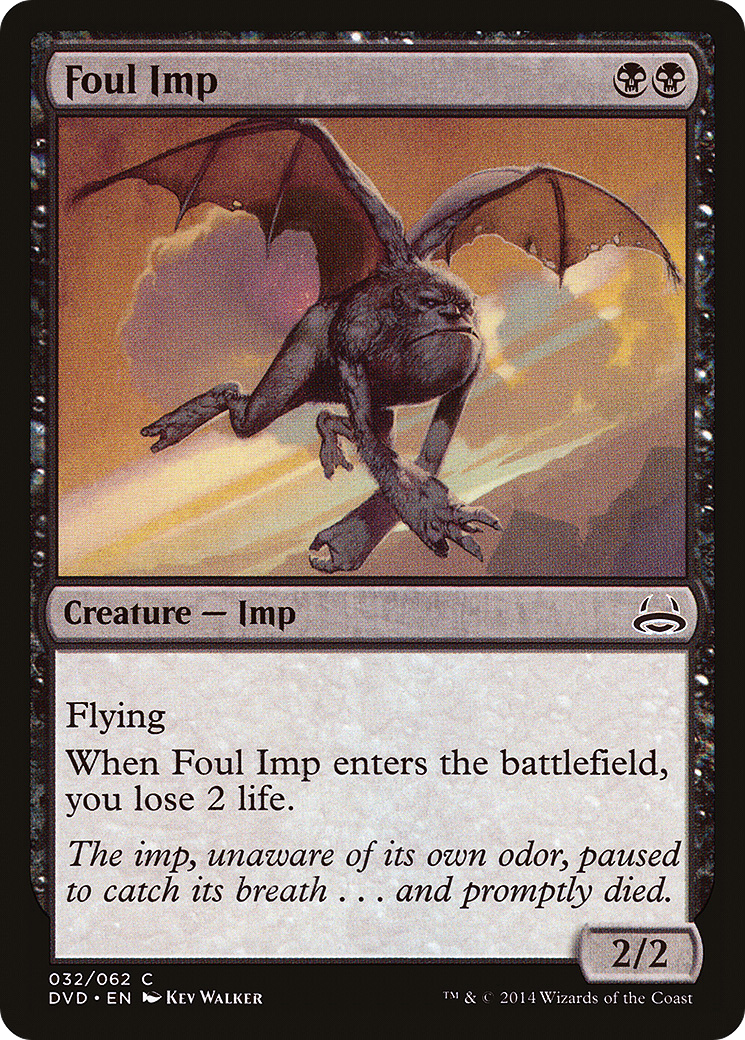 Foul Imp
Creature — Imp
Flying
When Foul Imp enters the battlefield,
you lose 2 life.
The imp, unaware of its own odor, paused
to catch its breath . . . and promptly died.
2/2
032/062 C
DVD • EN Kev Walker
™ & © 2014 Wizards of the Coast